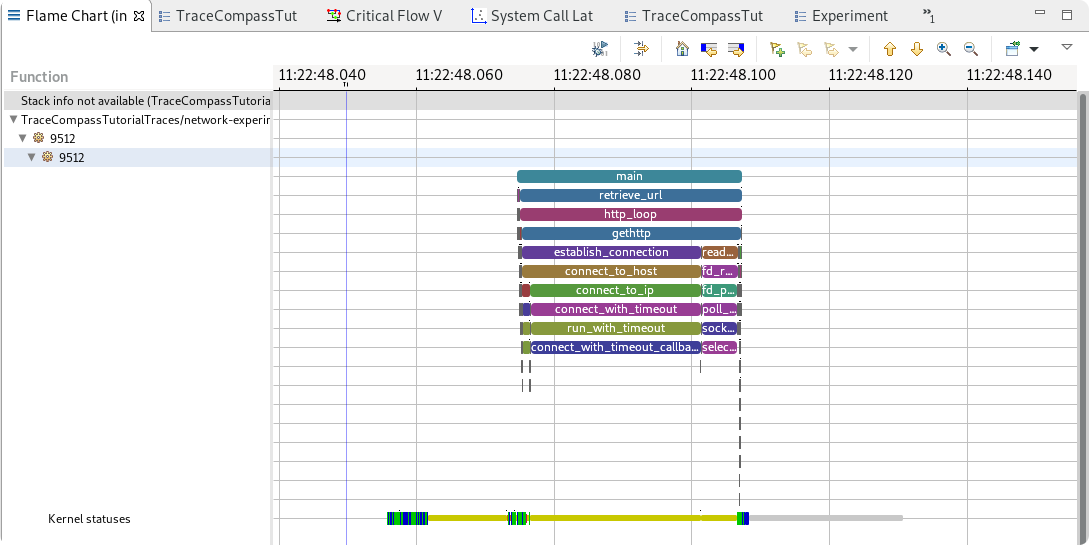 Flame Chart (in TraceCompassTut Critical Flow V System Call Lat TraceCompassTut Experiment »1
Function 11:22:48.040 11:22:48.060 11:22:48.080 11:22:48.100 11:22:48.120 11:22:48.140
Stack info not available (TraceCompassTutoria
TraceCompassTutorialTraces/network-experir
9512
9512
main
retrieve_url
http_loop
gethttp
establish_connection read...
connect_to_host fd_r...
connect_to_ip fd_p...
connect_with_timeout poll_...
run_with_timeout sock...
connect_with_timeout_callba... selec...
Kernel statuses